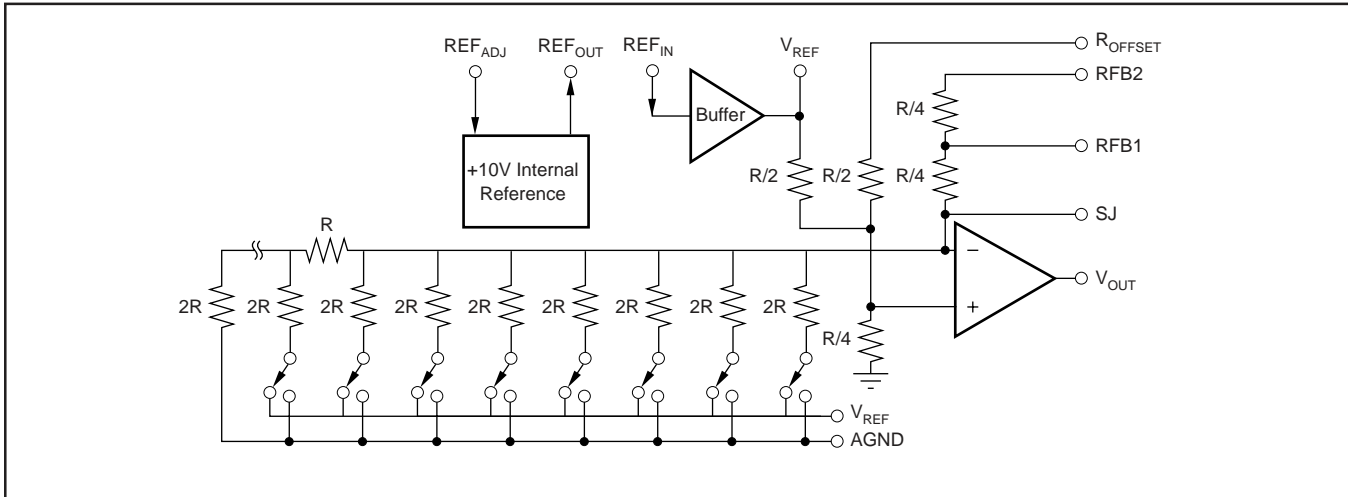 REF_ADJ REF_OUT REF_IN V_REF
R_OFFSET
RFB2
R/4
Buffer
RFB1
+10V Internal
Reference
R/2 R/2 R/4
SJ
R
−
V_OUT
2R 2R 2R 2R 2R 2R 2R 2R 2R
+
R/4
V_REF
AGND